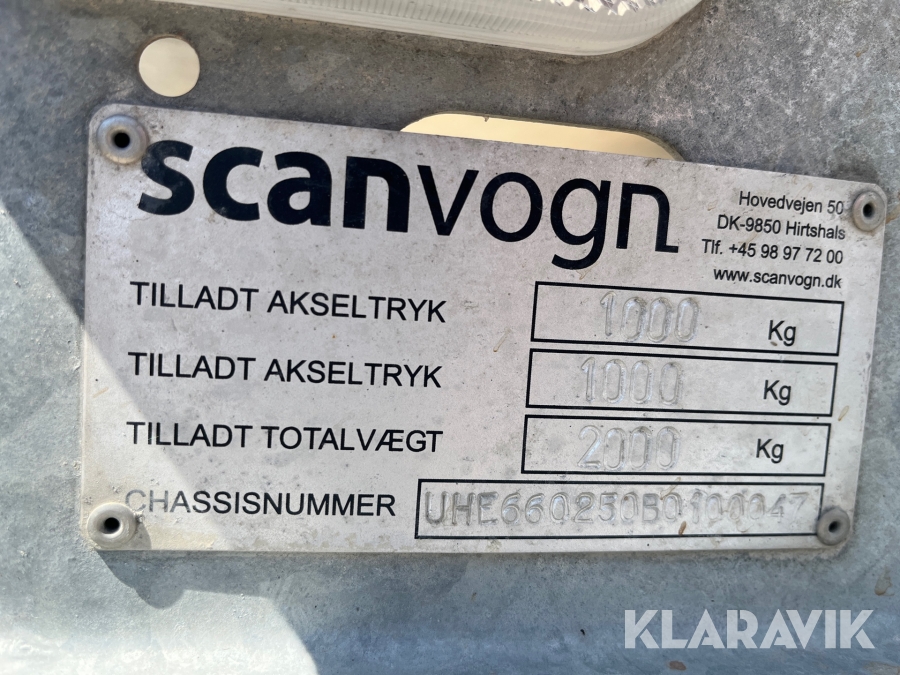 scanvogn
Hovedvejen 50
DK-9850 Hirtshals
Tlf. +45 98 97 72 00
www.scanvogn.dk
TILLADT AKSELTRYK 1000 Kg
TILLADT AKSELTRYK 1000 Kg
TILLADT TOTALVÆGT 2000 Kg
CHASSISNUMMER UHE660250B0100047
KLARAVIK